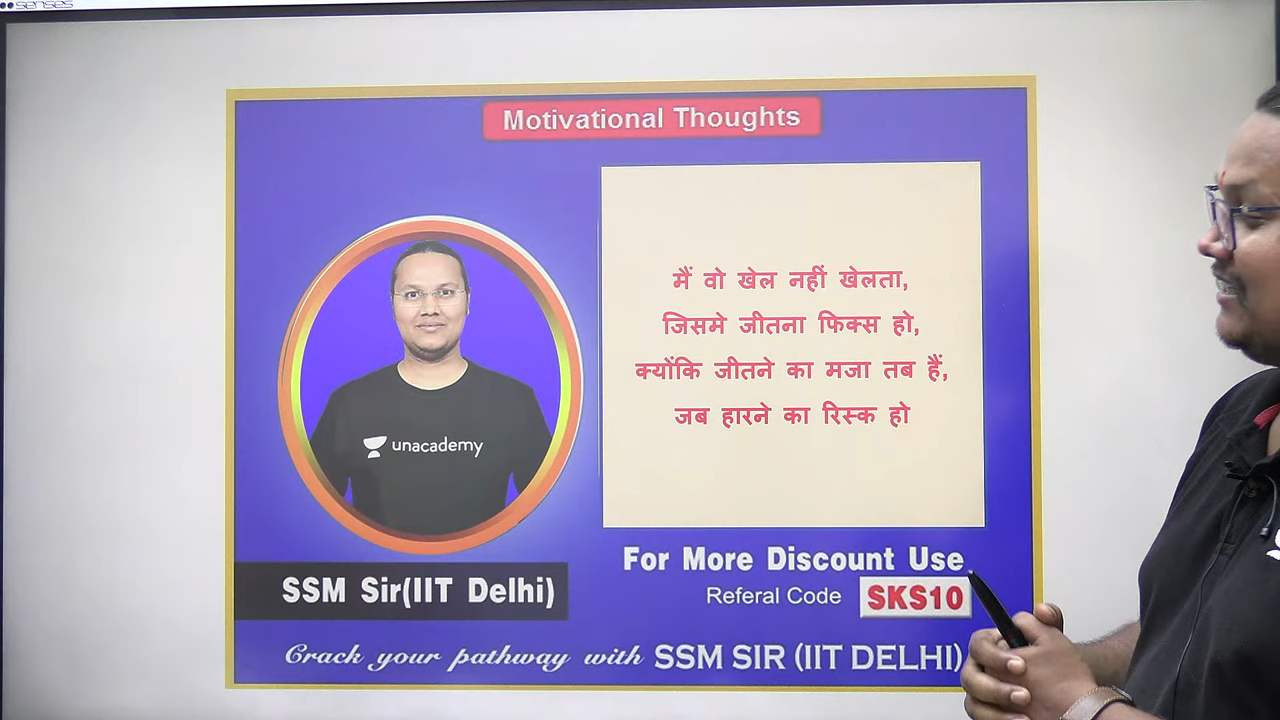 senses
Motivational Thoughts
मैं वो खेल नहीं खेलता,
जिसमे जीतना फिक्स हो,
क्योंकि जीतने का मजा तब हैं,
जब हारने का रिस्क हो
unacademy
SSM Sir(IIT Delhi)
For More Discount Use
Referal Code SKS10
Crack your pathway with SSM SIR (IIT DELHI)